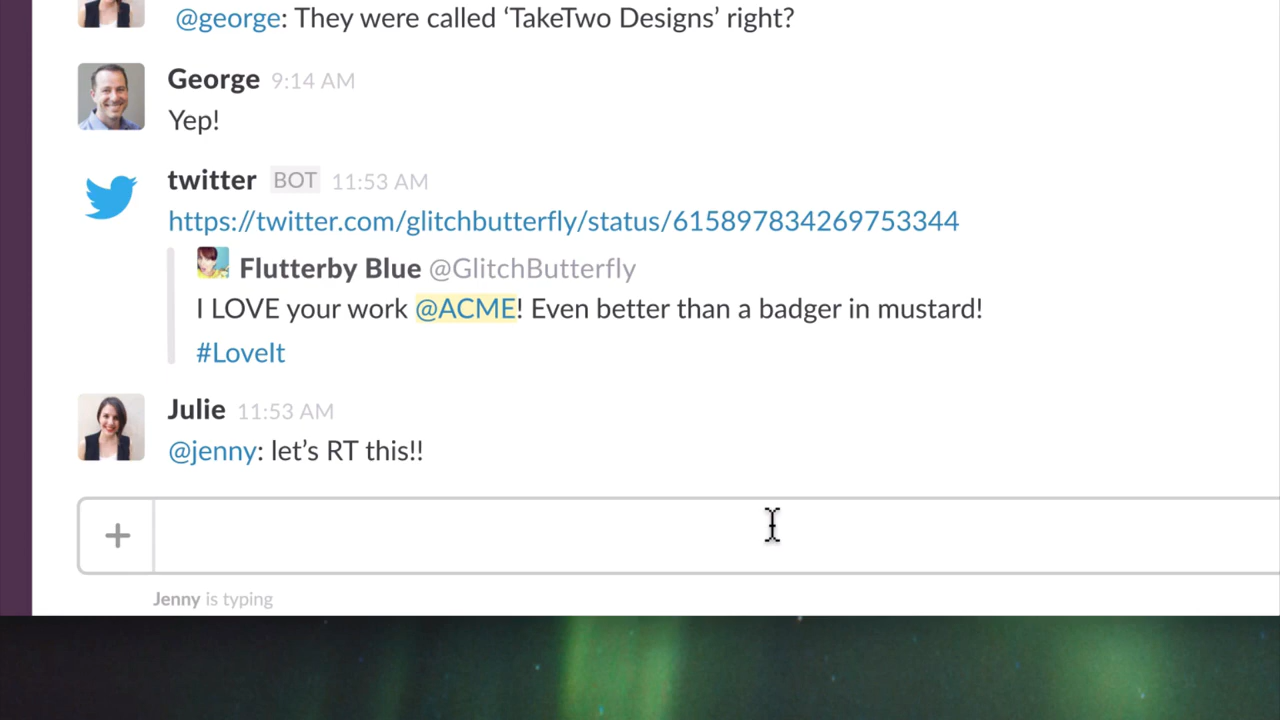 @george: They were called ‘TakeTwo Designs’ right?
George 9:14 AM
Yep!
twitter BOT 11:53 AM
https://twitter.com/glitchbutterfly/status/615897834269753344
Flutterby Blue @GlitchButterfly
I LOVE your work @ACME! Even better than a badger in mustard!
#LoveIt
Julie 11:53 AM
@jenny: let’s RT this!!
+
Jenny is typing